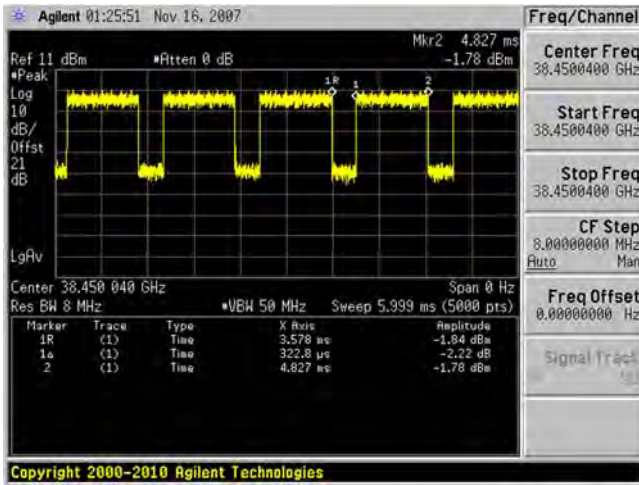 Agilent 01:25:51 Nov 16, 2007
Freq/Channel
Mkr2 4.827 ms
Ref 11 dBm #Atten 0 dB -1.78 dBm
#Peak
Log
10
dB/
Offst
21
dB
LgAv
1R 1 2
Center 38.450 040 GHz Span 0 Hz
Res BW 8 MHz #VBW 50 MHz Sweep 5.999 ms (5000 pts)
Marker Trace Type X Axis Amplitude
1R (1) Time 3.578 ms -1.84 dBm
1Δ (1) Time 322.8 µs -2.22 dB
2 (1) Time 4.827 ms -1.78 dBm
Center Freq
38.4500400 GHz
Start Freq
38.4500400 GHz
Stop Freq
38.4500400 GHz
CF Step
8.00000000 MHz
Auto Man
Freq Offset
0.00000000 Hz
Signal Track
Copyright 2000-2010 Agilent Technologies